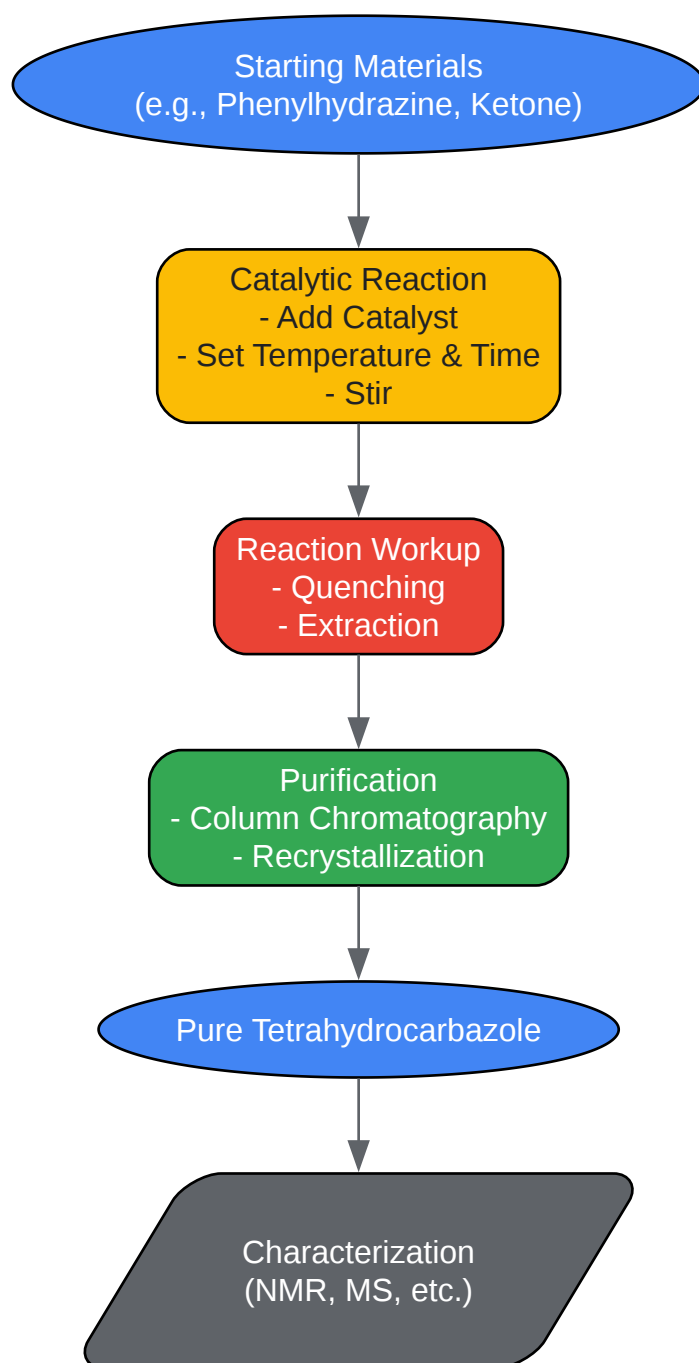 Starting Materials
(e.g., Phenylhydrazine, Ketone)
Catalytic Reaction
- Add Catalyst
- Set Temperature & Time
- Stir
Reaction Workup
- Quenching
- Extraction
Purification
- Column Chromatography
- Recrystallization
Pure Tetrahydrocarbazole
Characterization
(NMR, MS, etc.)